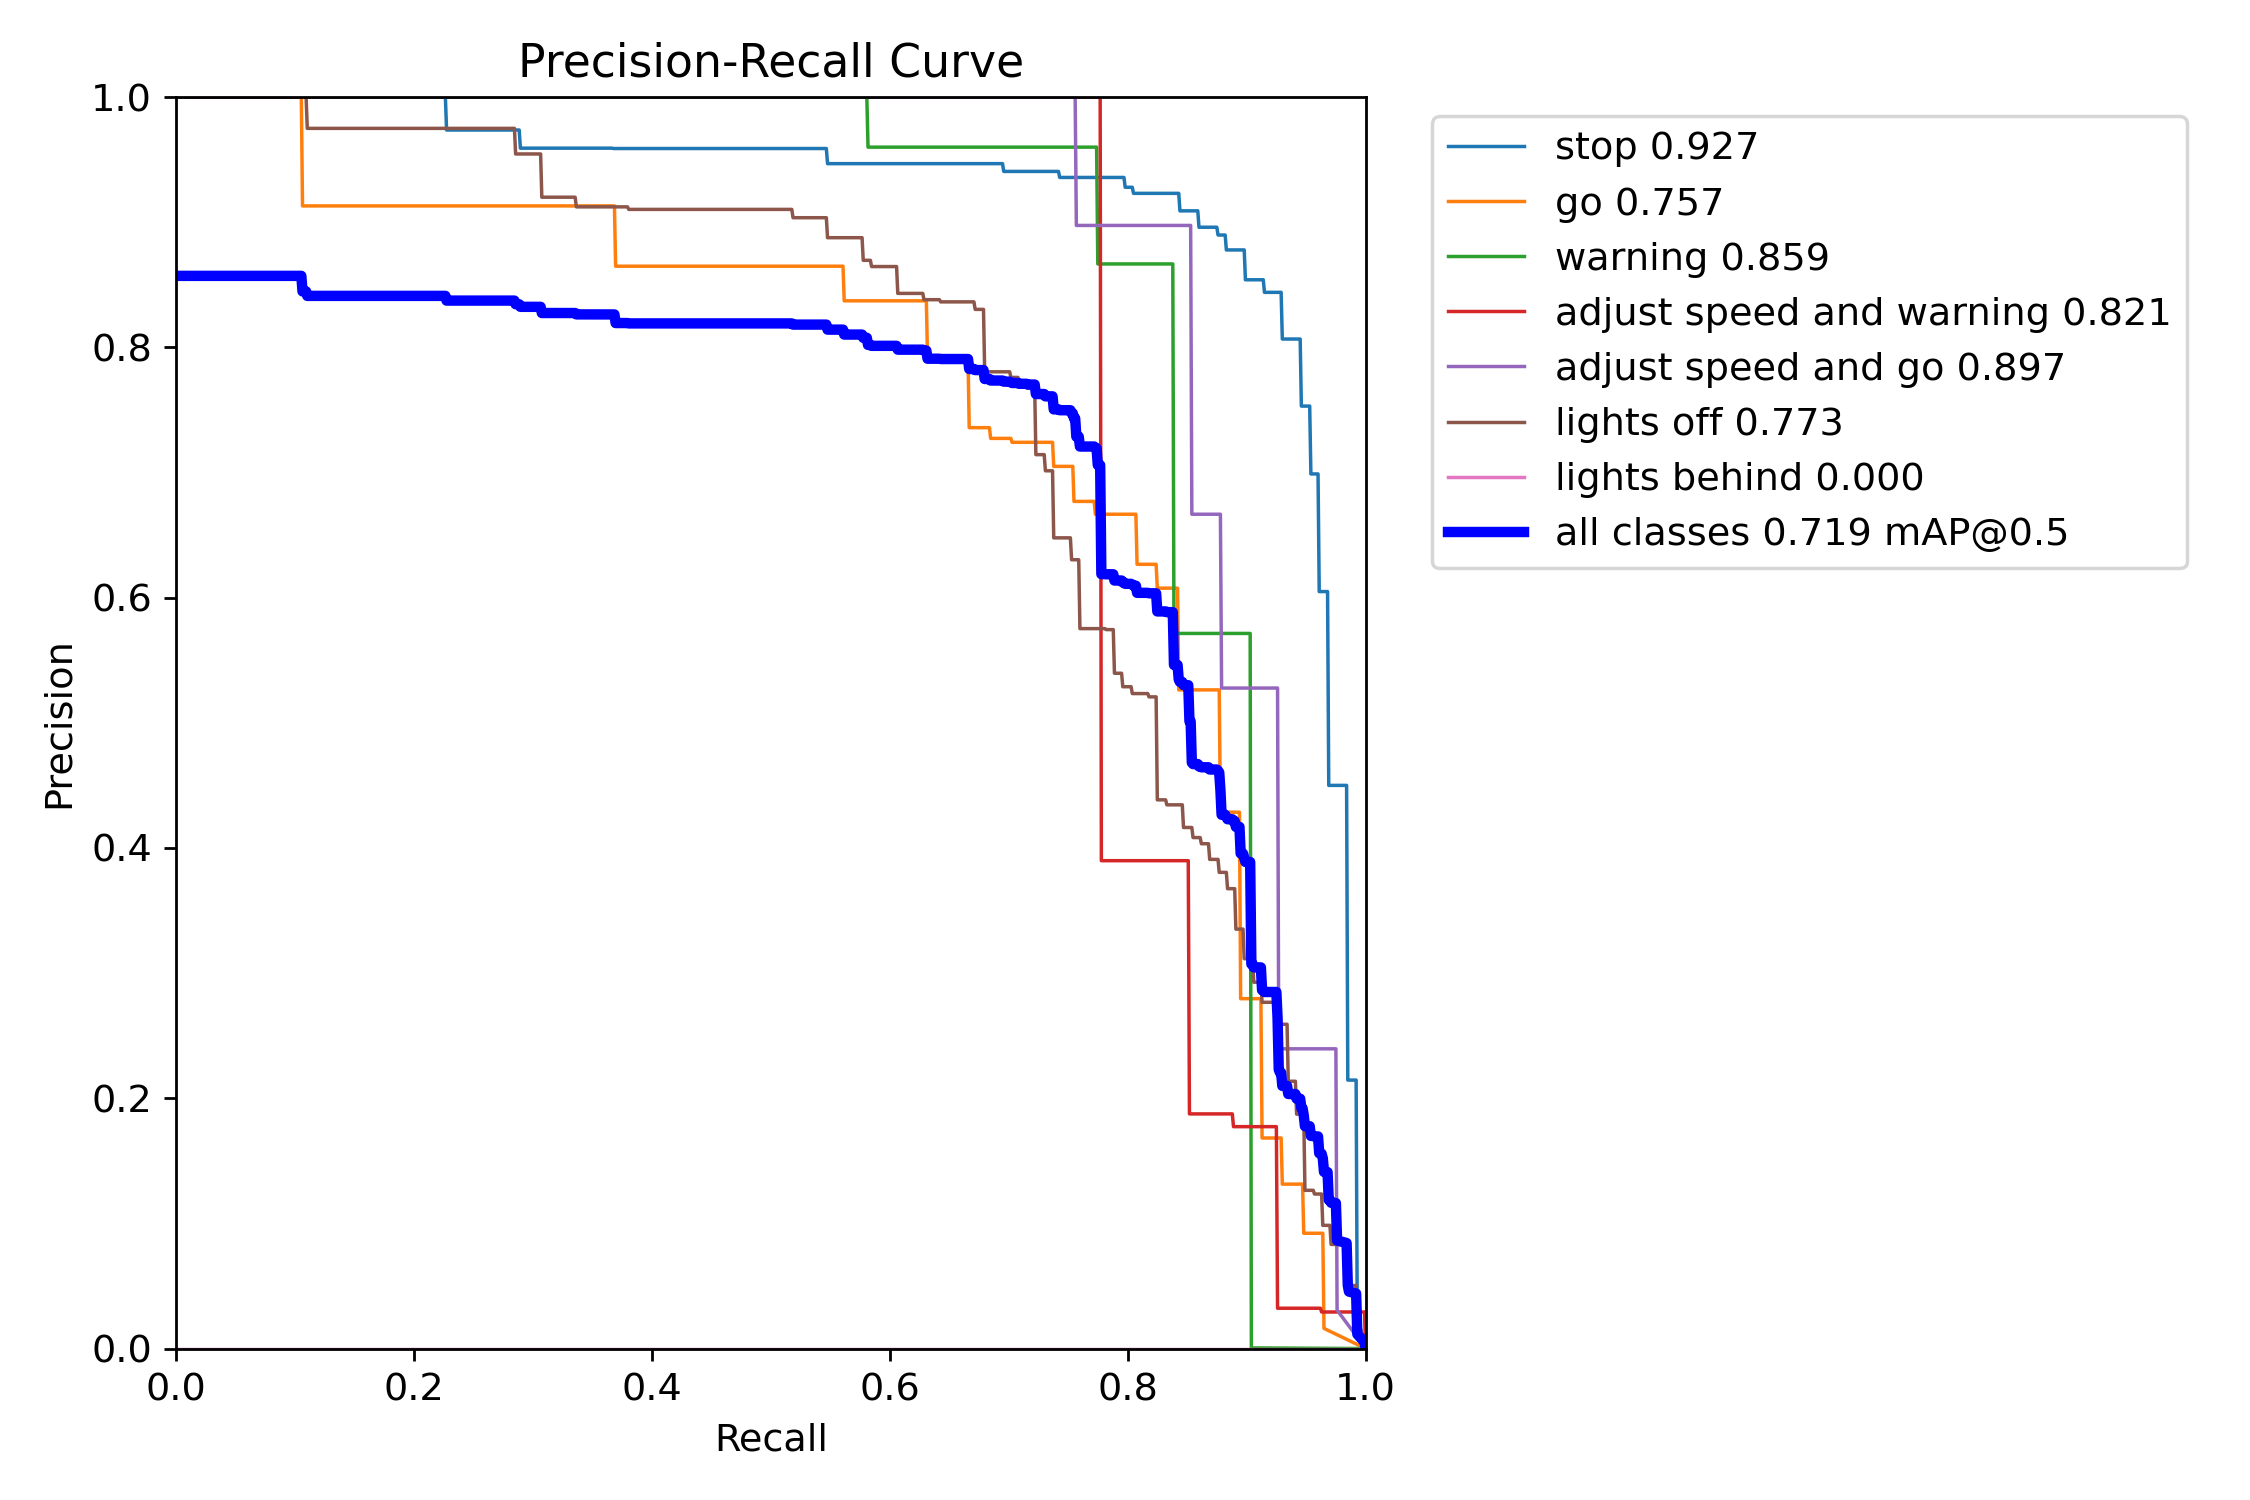 Precision-Recall Curve
1.0
0.8
0.6
0.4
0.2
0.0
Precision
0.0 0.2 0.4 0.6 0.8 1.0
Recall
stop 0.927
go 0.757
warning 0.859
adjust speed and warning 0.821
adjust speed and go 0.897
lights off 0.773
lights behind 0.000
all classes 0.719 mAP@0.5